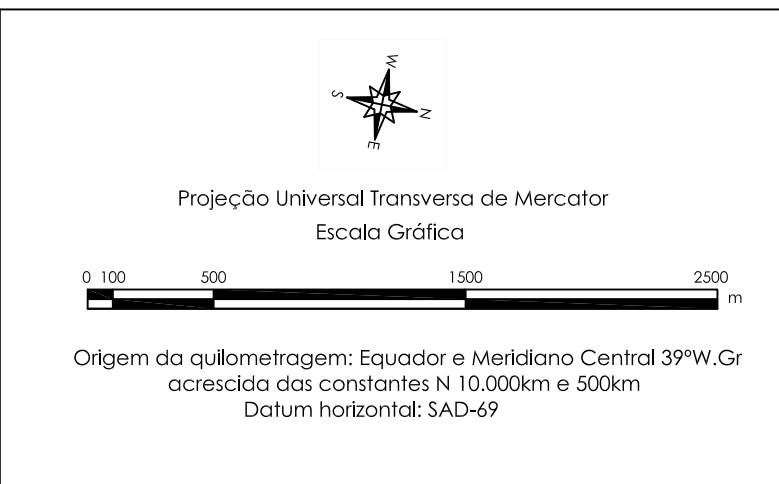 W
S
N
E
Projeção Universal Transversa de Mercator
Escala Gráfica
0 100 500 1500 2500
m
Origem da quilometragem: Equador e Meridiano Central 39ºW.Gr
acrescida das constantes N 10.000km e 500km
Datum horizontal: SAD-69